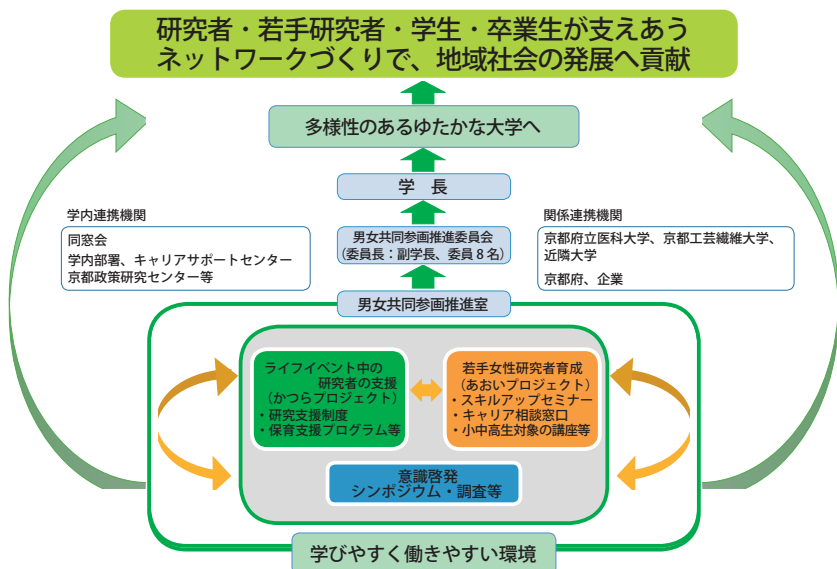 研究者・若手研究者・学生・卒業生が支えあう
ネットワークづくりで、地域社会の発展へ貢献
多様性のあるゆたかな大学へ
学　長
学内連携機関
同窓会
学内部署、キャリアサポートセンター
京都政策研究センター等
男女共同参画推進委員会
（委員長：副学長、委員８名）
関係連携機関
京都府立医科大学、京都工芸繊維大学、
近隣大学
京都府、企業
男女共同参画推進室
ライフイベント中の
研究者の支援
（かつらプロジェクト）
・研究支援制度
・保育支援プログラム等
若手女性研究者育成
（あおいプロジェクト）
・スキルアップセミナー
・キャリア相談窓口
・小中高生対象の講座等
意識啓発
シンポジウム・調査等
学びやすく働きやすい環境